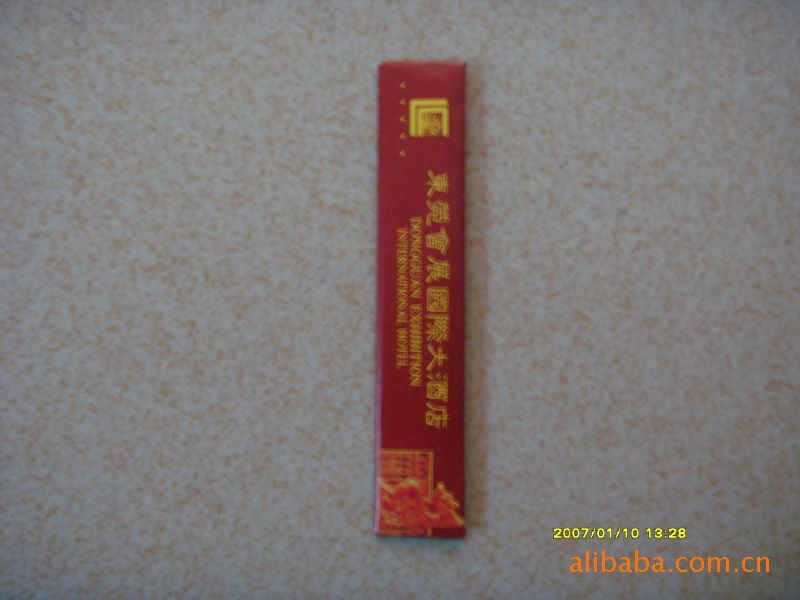 東莞會展國際大酒店
DONGGUAN EXHIBITION
INTERNATIONAL HOTEL
2007/01/10 13:28
alibaba.com.cn